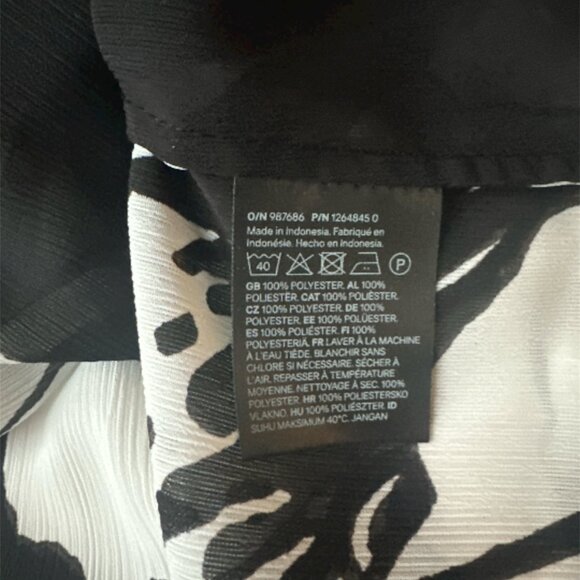 O/N 987686 P/N 1264845 0
Made in Indonesia. Fabriqué en
Indonésie. Hecho en Indonesia.
40 P
GB 100% POLYESTER. AL 100%
POLIESTËR. CAT 100% POLIÈSTER.
CZ 100% POLYESTER. DE 100%
POLYESTER. EE 100% POLÜESTER.
ES 100% POLIÉSTER. FI 100%
POLYESTERIÄ. FR LAVER À LA MACHINE
À L'EAU TIÈDE. BLANCHIR SANS
CHLORE SI NÉCESSAIRE. SÉCHER À
L'AIR. REPASSER À TEMPÉRATURE
MOYENNE. NETTOYAGE À SEC. 100%
POLYESTER. HR 100% POLIESTERSKO
VLAKNO. HU 100% POLIÉSZTER. ID
SUHU MAKSIMUM 40°C. JANGAN